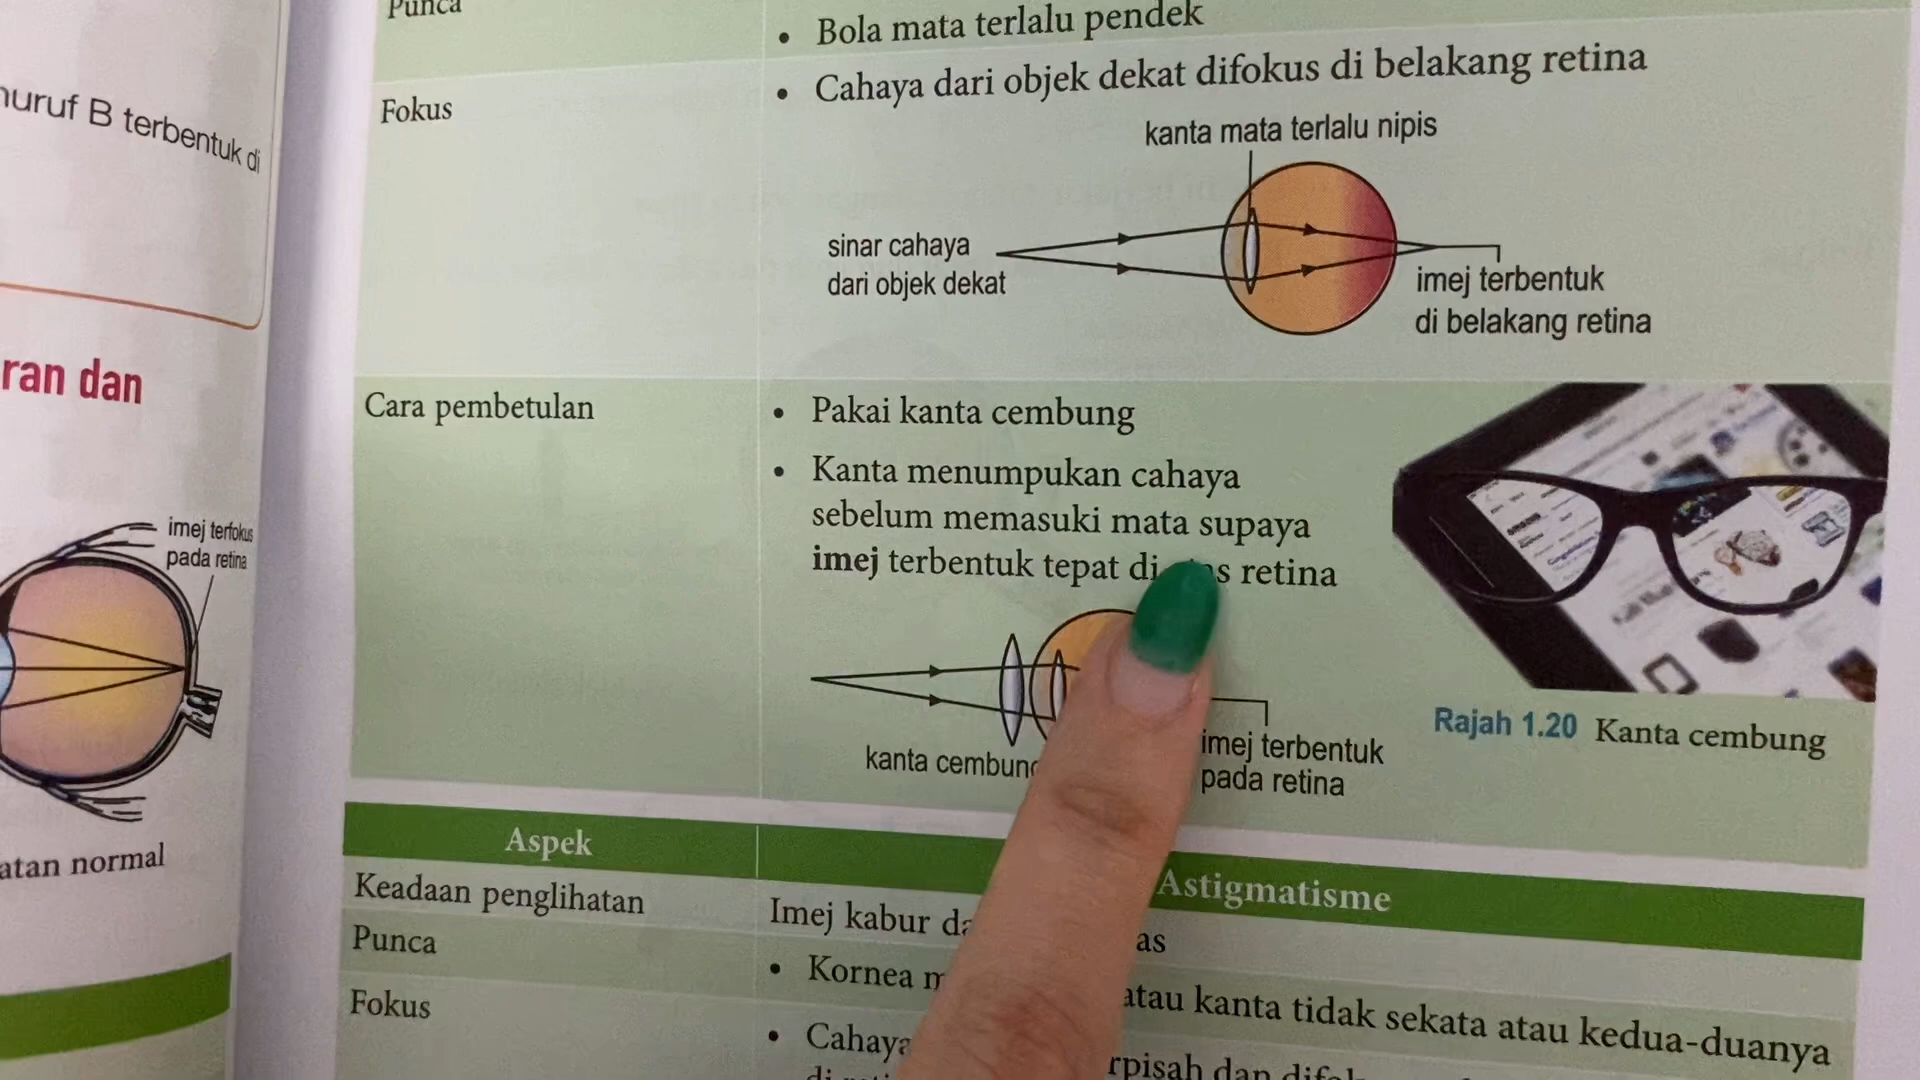 huruf B terbentuk di
ran dan
imej terfokus
pada retina
atan normal
Punca
• Bola mata terlalu pendek
Fokus
• Cahaya dari objek dekat difokus di belakang retina
kanta mata terlalu nipis
sinar cahaya
dari objek dekat
imej terbentuk
di belakang retina
Cara pembetulan
• Pakai kanta cembung
• Kanta menumpukan cahaya
sebelum memasuki mata supaya
imej terbentuk tepat di retina
kanta cembung
imej terbentuk
pada retina
Rajah 1.20 Kanta cembung
Aspek
Astigmatisme
Keadaan penglihatan
Imej kabur
as
Punca
• Kornea
atau kanta tidak sekata atau kedua-duanya
Fokus
• Cahaya
rpisah dan